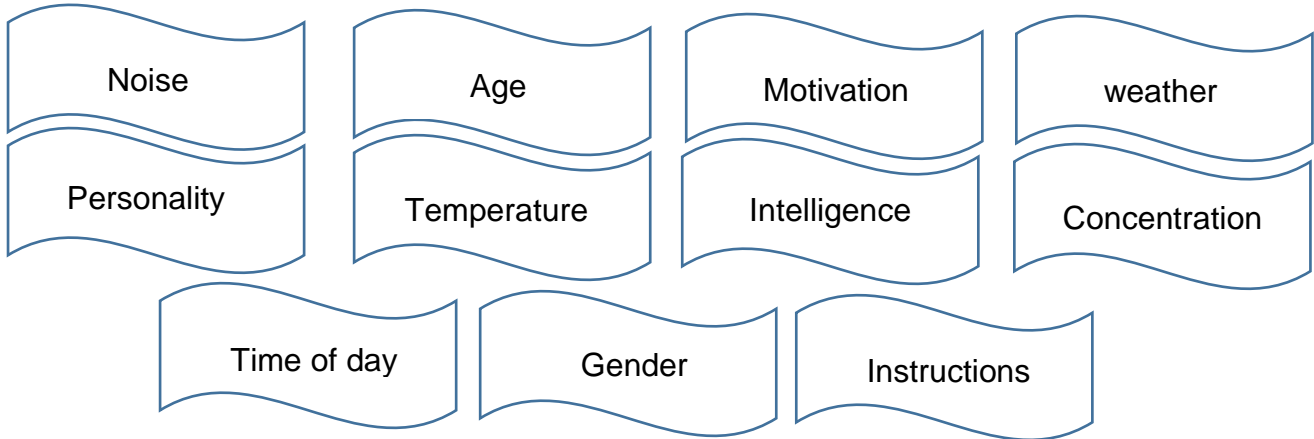 Noise
Age
Motivation
weather
Personality
Temperature
Intelligence
Concentration
Time of day
Gender
Instructions